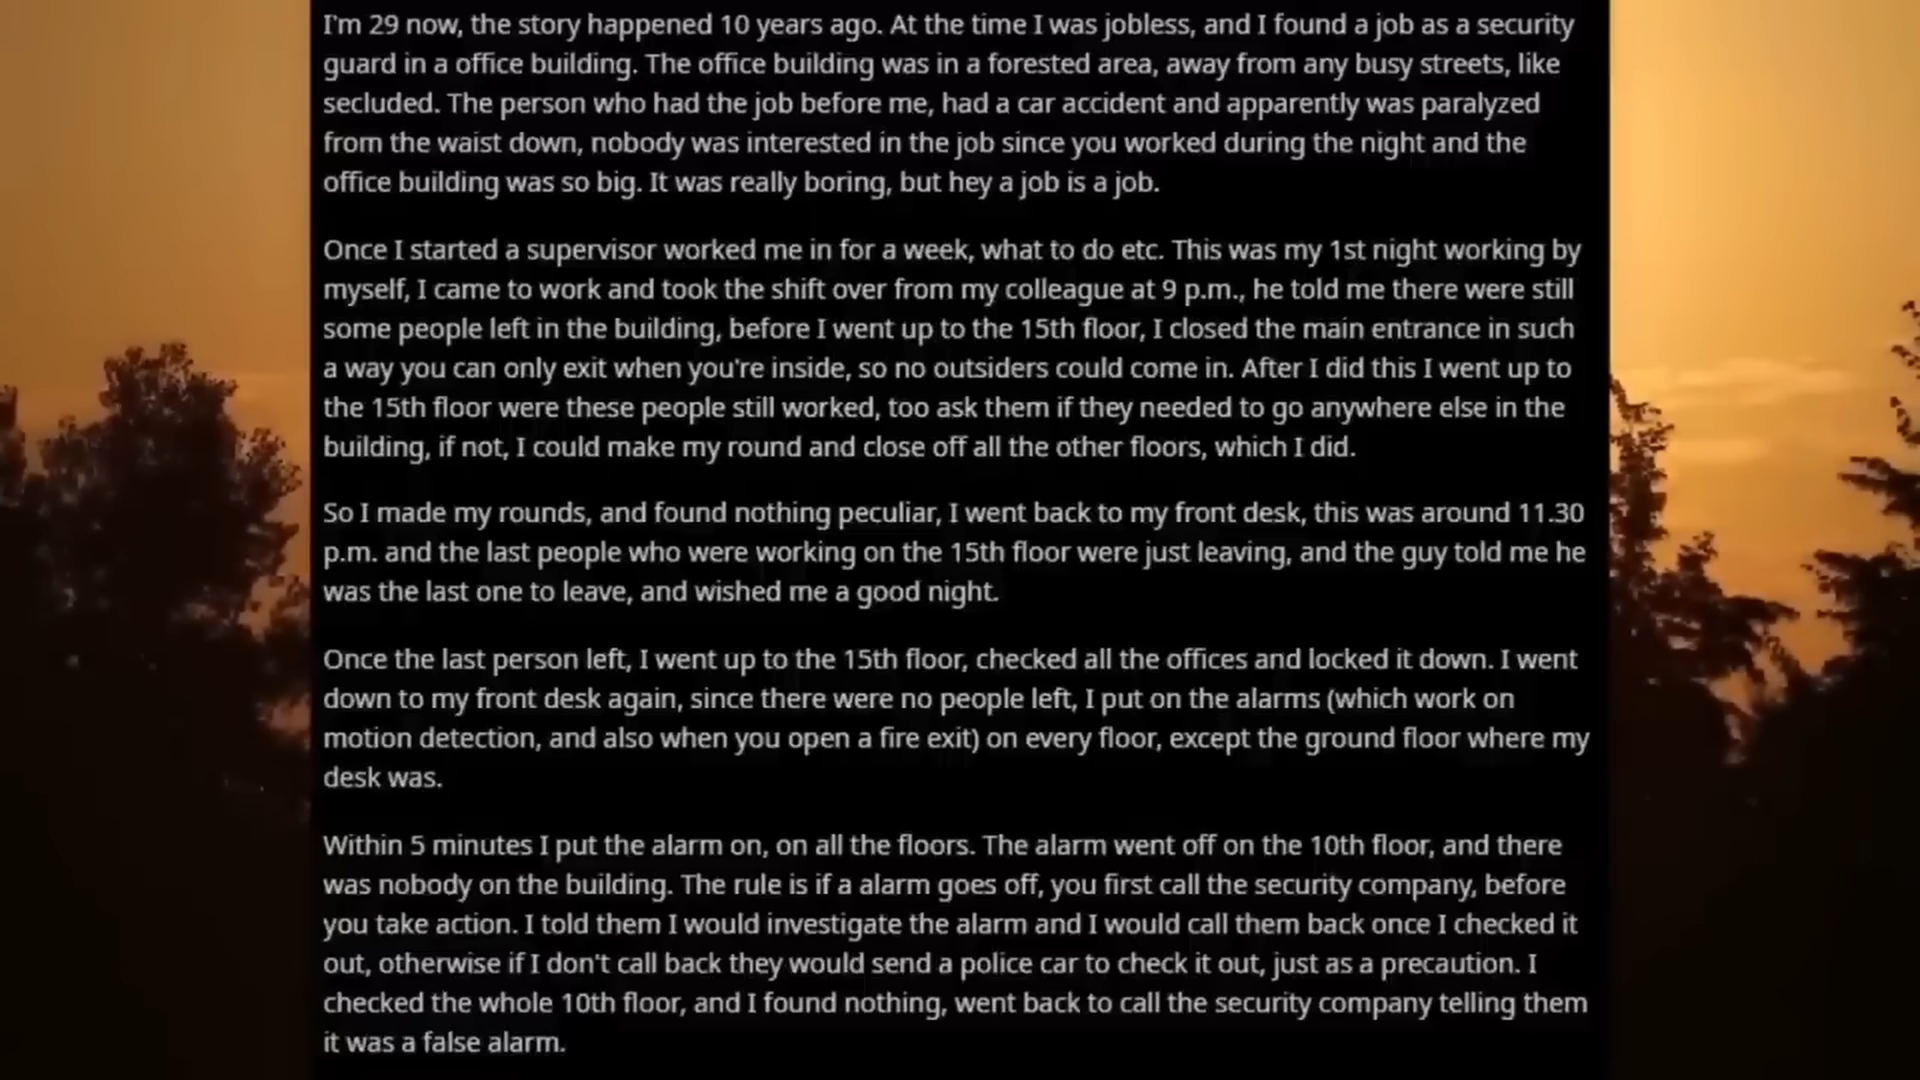 I'm 29 now, the story happened 10 years ago. At the time I was jobless, and I found a job as a security
guard in a office building. The office building was in a forested area, away from any busy streets, like
secluded. The person who had the job before me, had a car accident and apparently was paralyzed
from the waist down, nobody was interested in the job since you worked during the night and the
office building was so big. It was really boring, but hey a job is a job.
Once I started a supervisor worked me in for a week, what to do etc. This was my 1st night working by
myself, I came to work and took the shift over from my colleague at 9 p.m., he told me there were still
some people left in the building, before I went up to the 15th floor, I closed the main entrance in such
a way you can only exit when you're inside, so no outsiders could come in. After I did this I went up to
the 15th floor were these people still worked, too ask them if they needed to go anywhere else in the
building, if not, I could make my round and close off all the other floors, which I did.
So I made my rounds, and found nothing peculiar, I went back to my front desk, this was around 11.30
p.m. and the last people who were working on the 15th floor were just leaving, and the guy told me he
was the last one to leave, and wished me a good night.
Once the last person left, I went up to the 15th floor, checked all the offices and locked it down. I went
down to my front desk again, since there were no people left, I put on the alarms (which work on
motion detection, and also when you open a fire exit) on every floor, except the ground floor where my
desk was.
Within 5 minutes I put the alarm on, on all the floors. The alarm went off on the 10th floor, and there
was nobody on the building. The rule is if a alarm goes off, you first call the security company, before
you take action. I told them I would investigate the alarm and I would call them back once I checked it
out, otherwise if I don't call back they would send a police car to check it out, just as a precaution. I
checked the whole 10th floor, and I found nothing, went back to call the security company telling them
it was a false alarm.